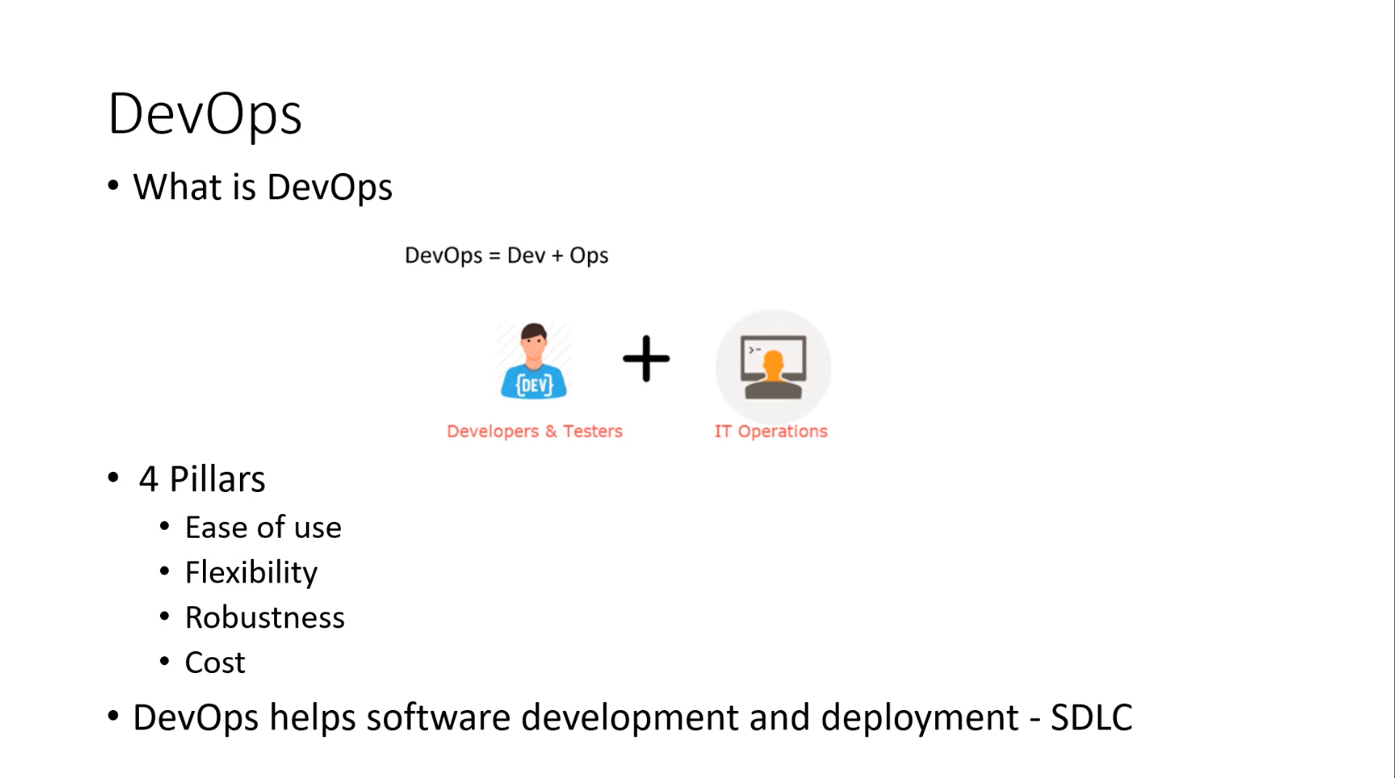 DevOps
• What is DevOps
DevOps = Dev + Ops
{DEV}
>-
Developers & Testers
IT Operations
• 4 Pillars
• Ease of use
• Flexibility
• Robustness
• Cost
• DevOps helps software development and deployment - SDLC